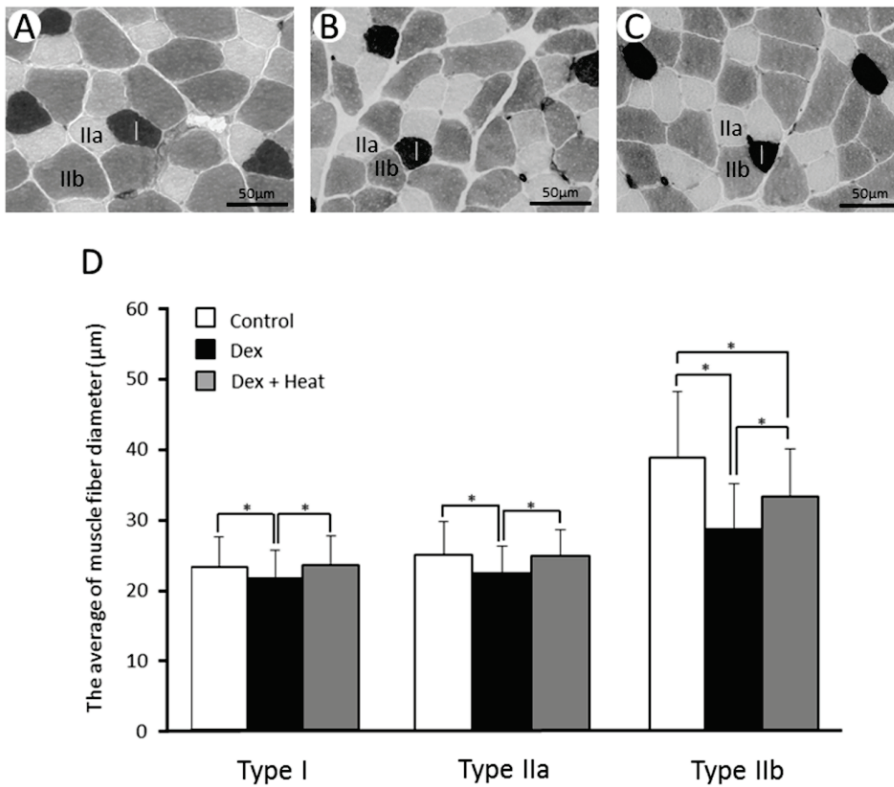 A
B
C
IIa
I
IIb
50μm
IIa
I
IIb
50μm
IIa
I
IIb
50μm
D
The average of muscle fiber diameter (μm)
60
50
40
30
20
10
0
Control
Dex
Dex + Heat
*
*
*
*
*
*
*
Type I
Type IIa
Type IIb